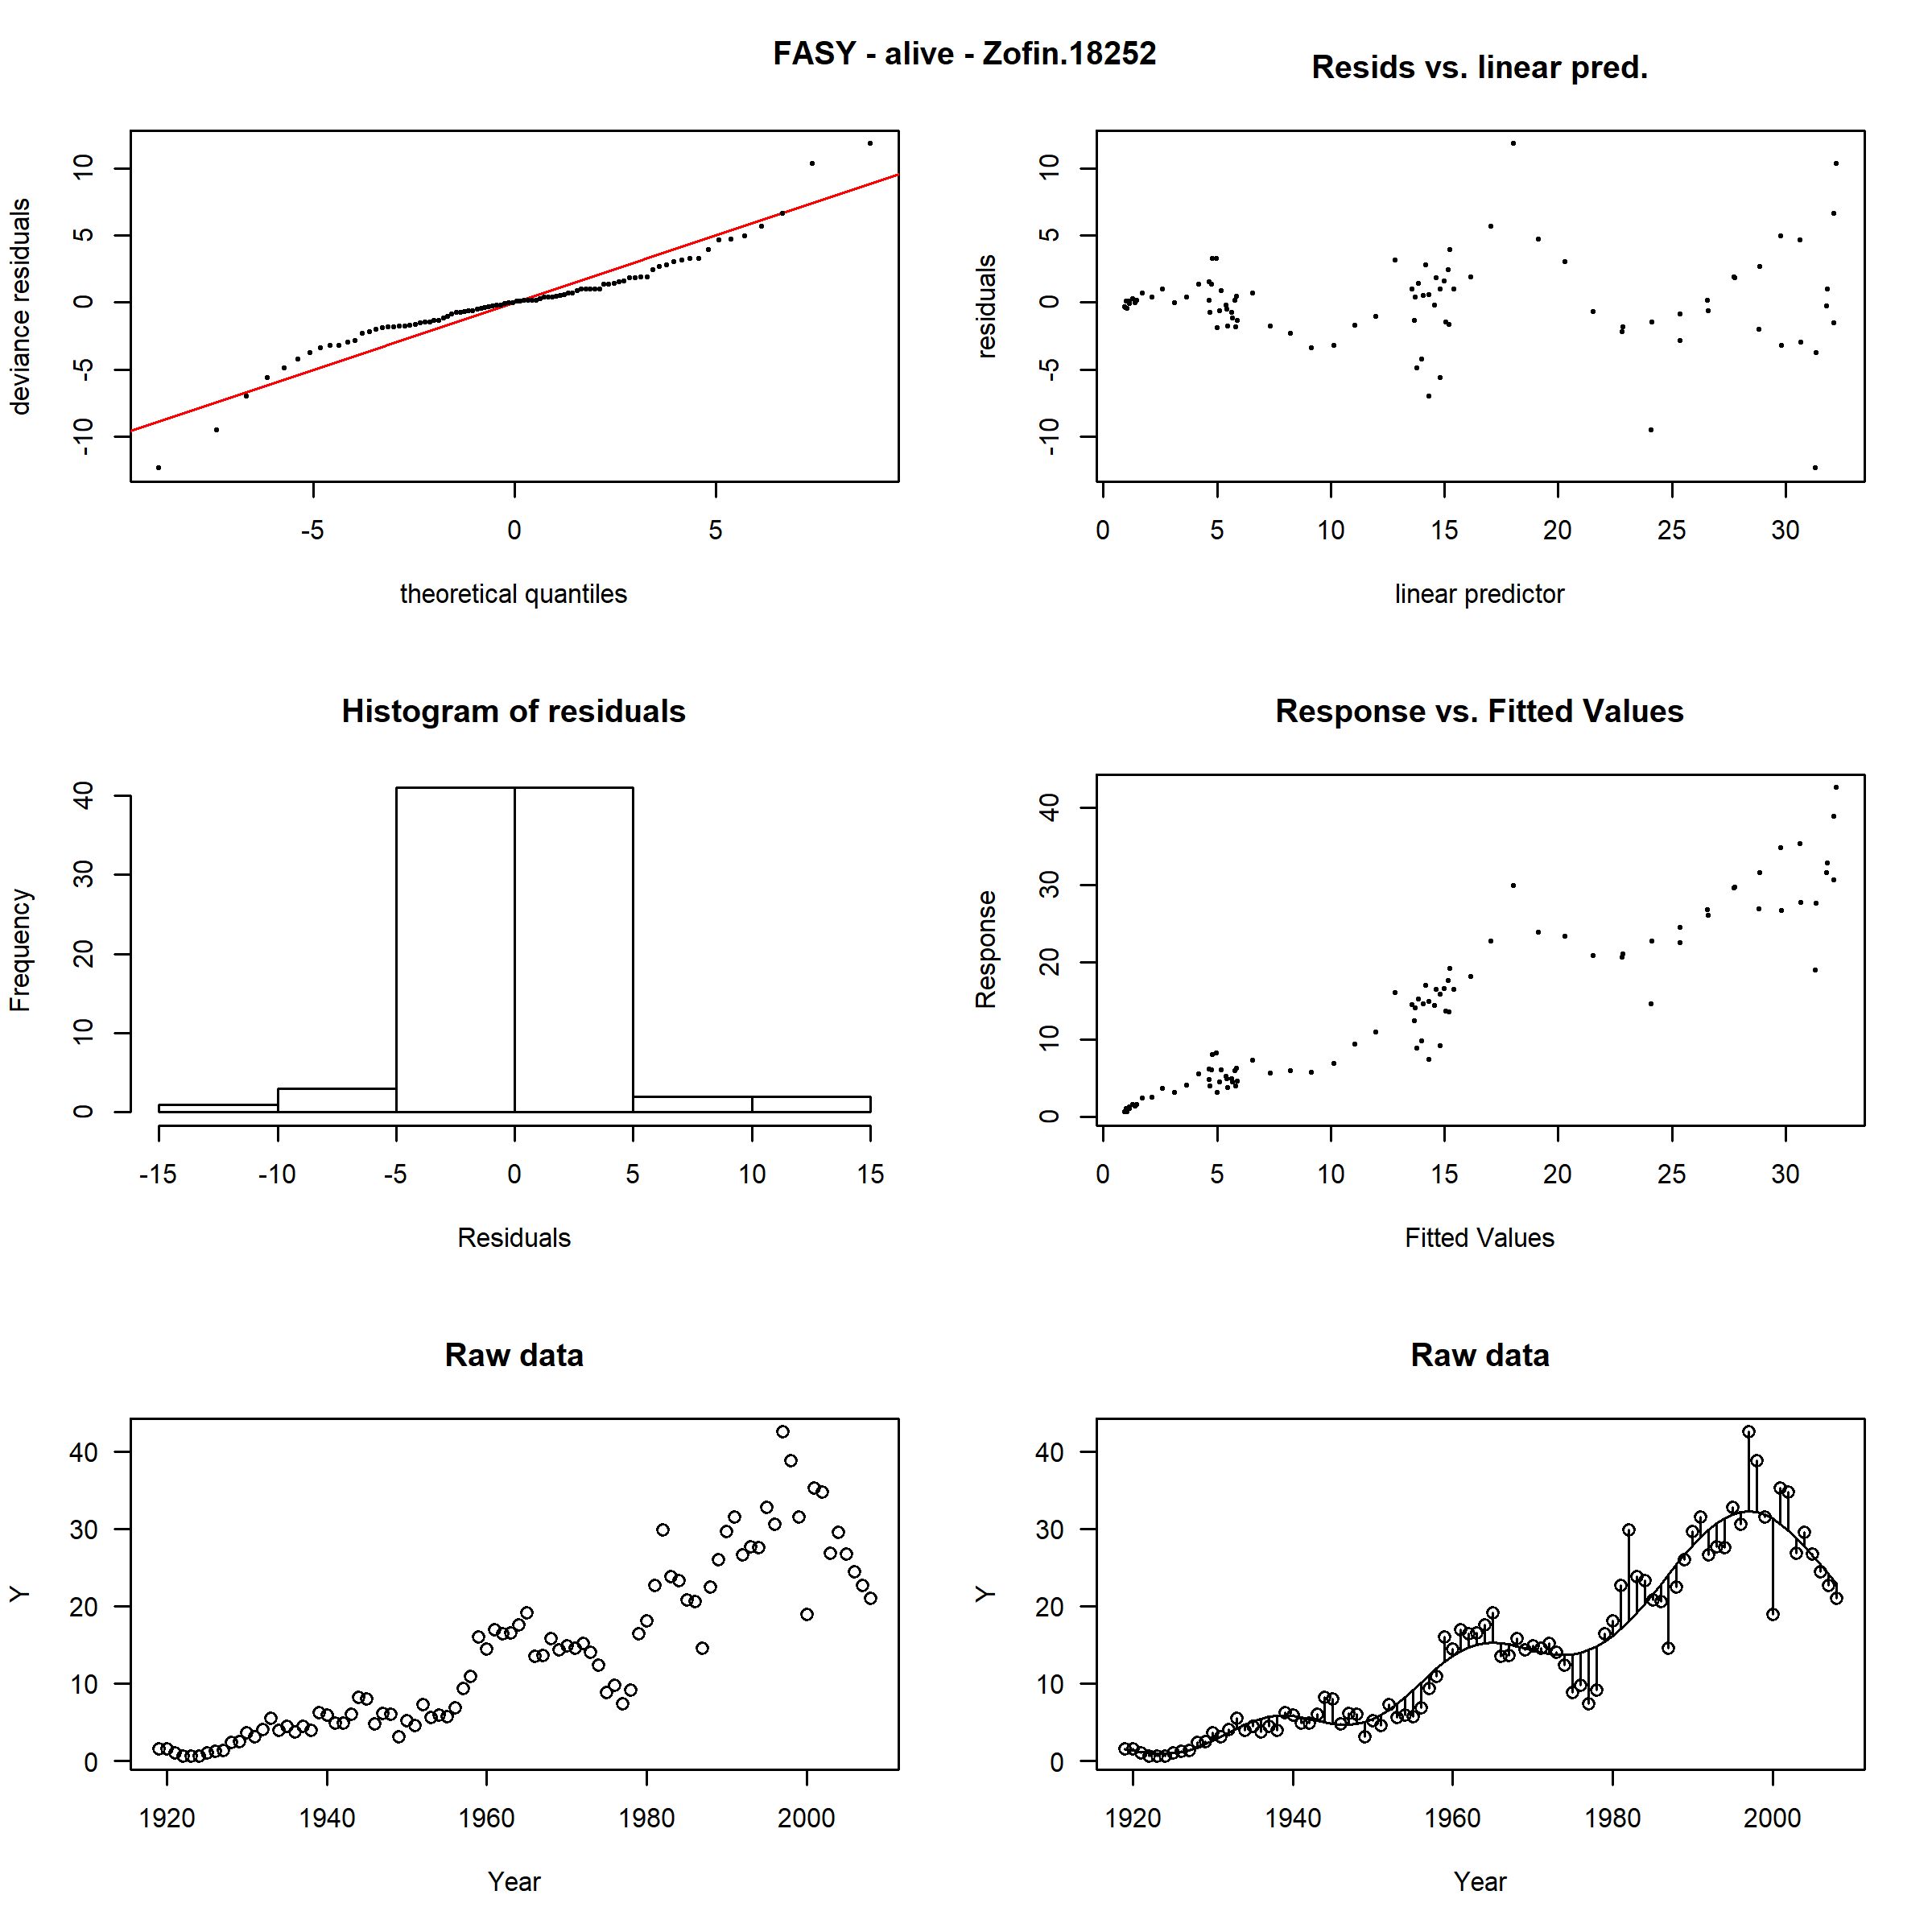 FASY - alive - Zofin.18252
Resids vs. linear pred.
deviance residuals
-10 -5 0 5 10
-5 0 5
theoretical quantiles
residuals
-10 -5 0 5 10
0 5 10 15 20 25 30
linear predictor
Histogram of residuals
Frequency
0 10 20 30 40
-15 -10 -5 0 5 10 15
Residuals
Response vs. Fitted Values
Response
0 10 20 30 40
0 5 10 15 20 25 30
Fitted Values
Raw data
Y
40
30
20
10
0
1920 1940 1960 1980 2000
Year
Raw data
Y
40
30
20
10
0
1920 1940 1960 1980 2000
Year